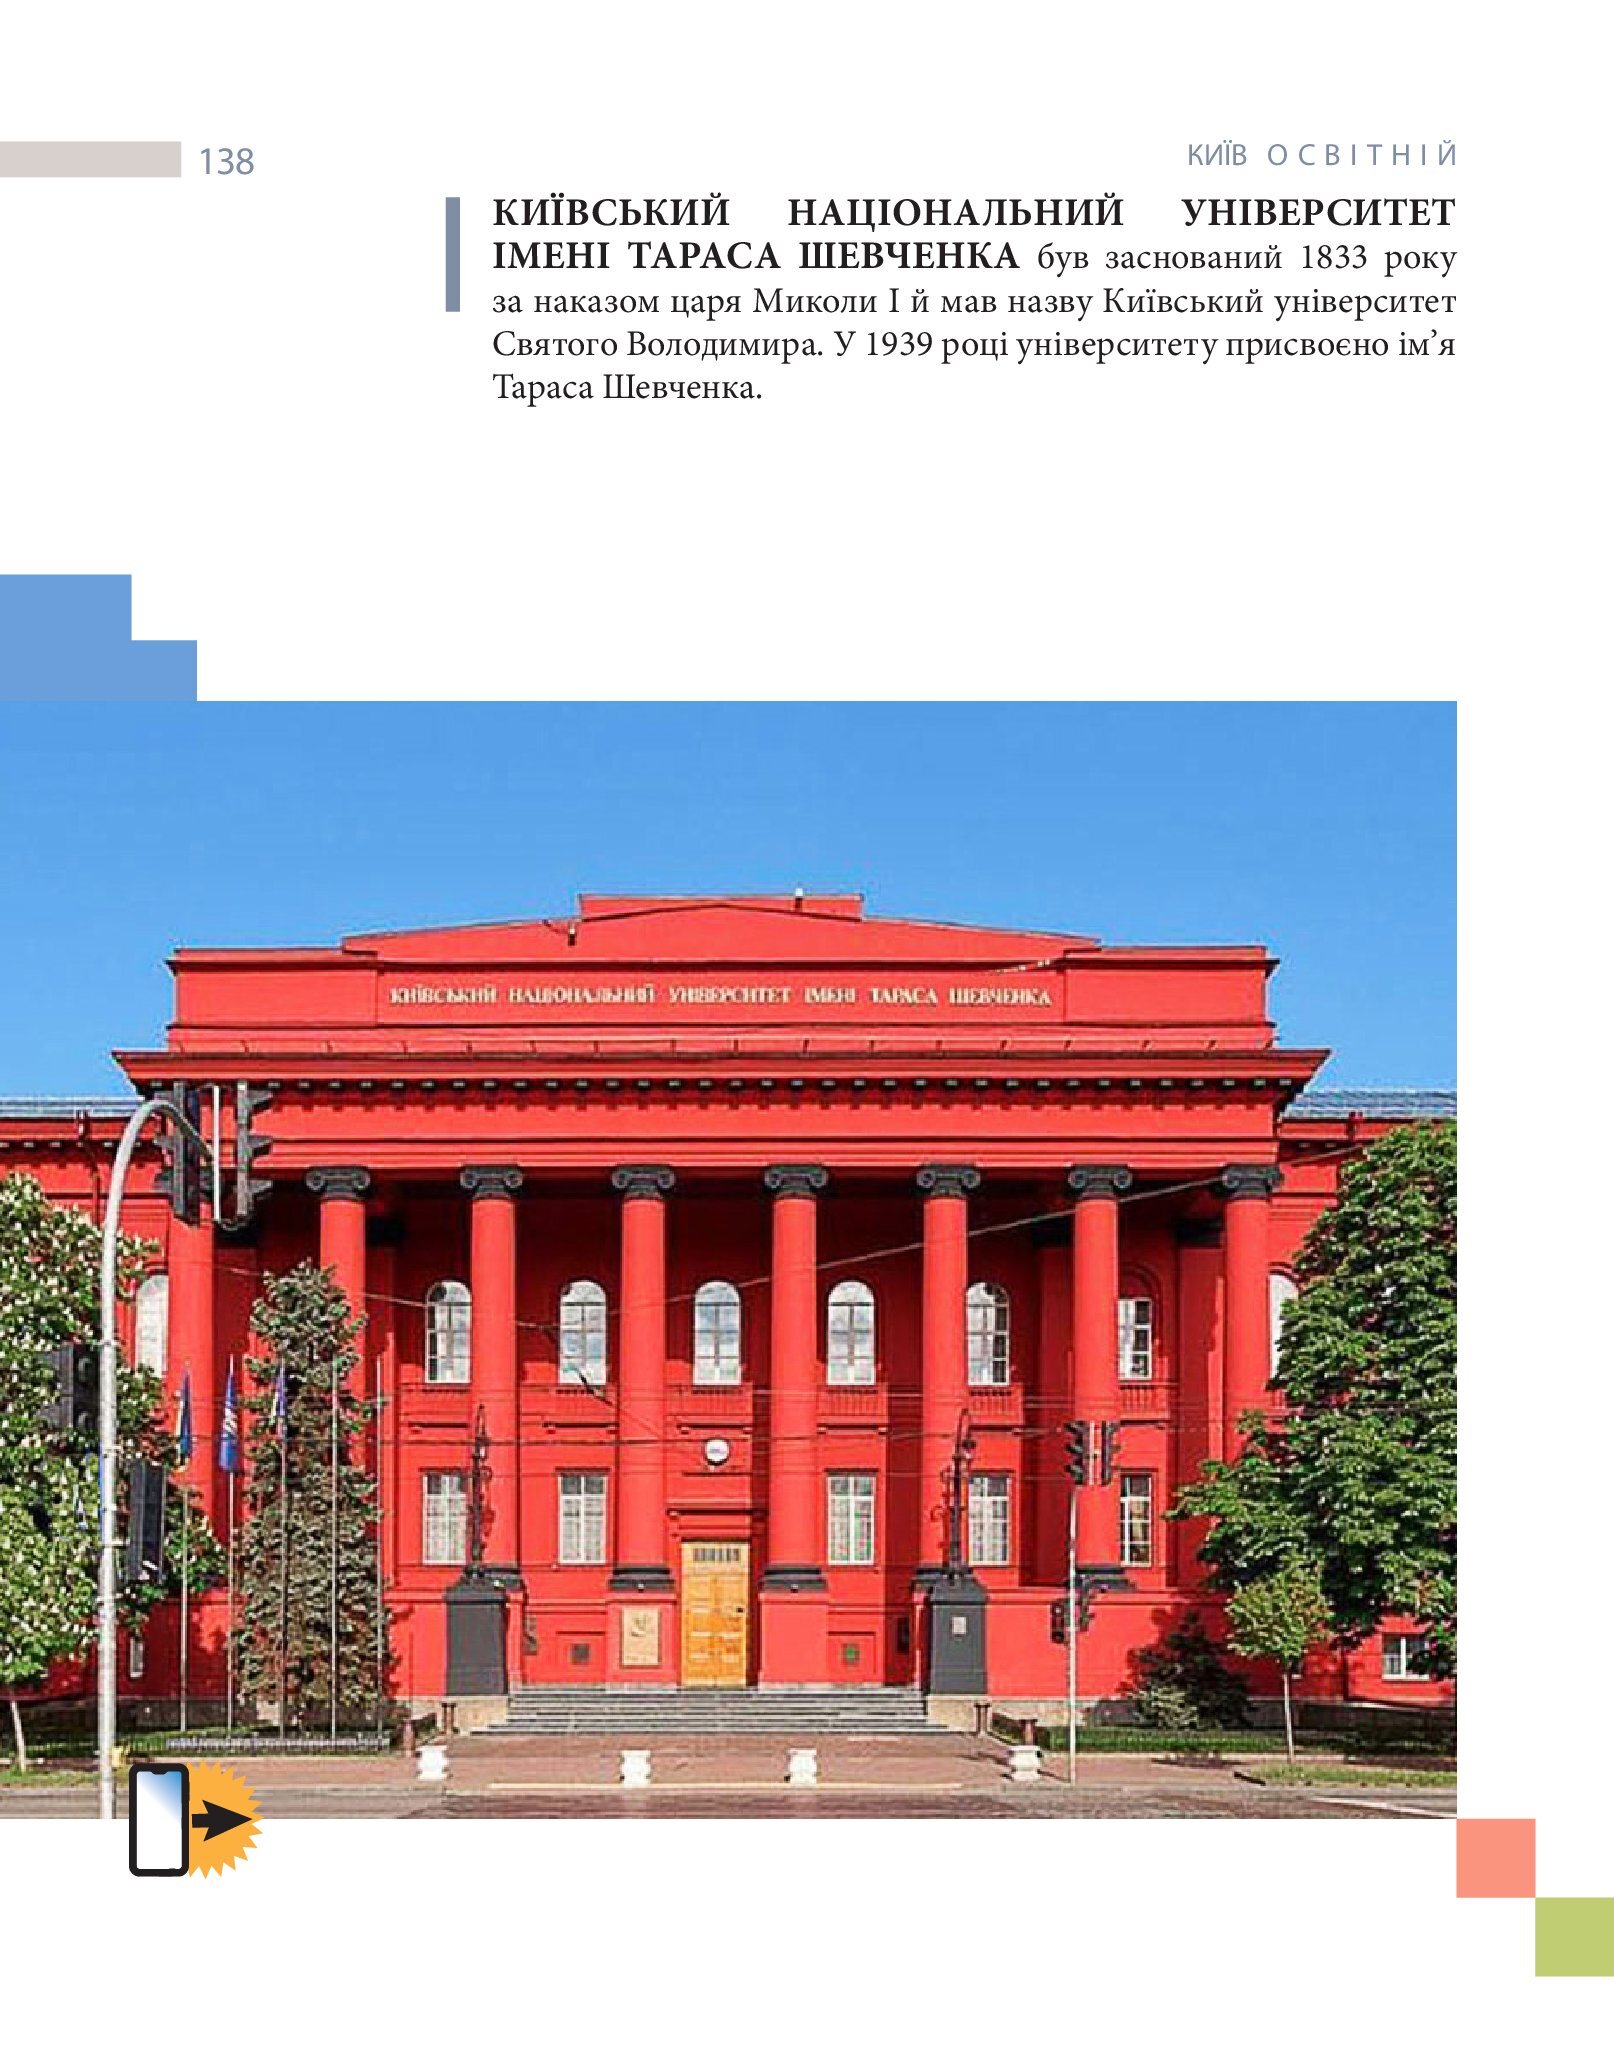 138
КИЇВ ОСВІТНІЙ
КИЇВСЬКИЙ НАЦІОНАЛЬНИЙ УНІВЕРСИТЕТ
ІМЕНІ ТАРАСА ШЕВЧЕНКА був заснований 1833 року
за наказом царя Миколи І й мав назву Київський університет
Святого Володимира. У 1939 році університету присвоєно ім’я
Тараса Шевченка.
КИЇВСЬКИЙ НАЦІОНАЛЬНИЙ УНІВЕРСИТЕТ ІМЕНІ ТАРАСА ШЕВЧЕНКА